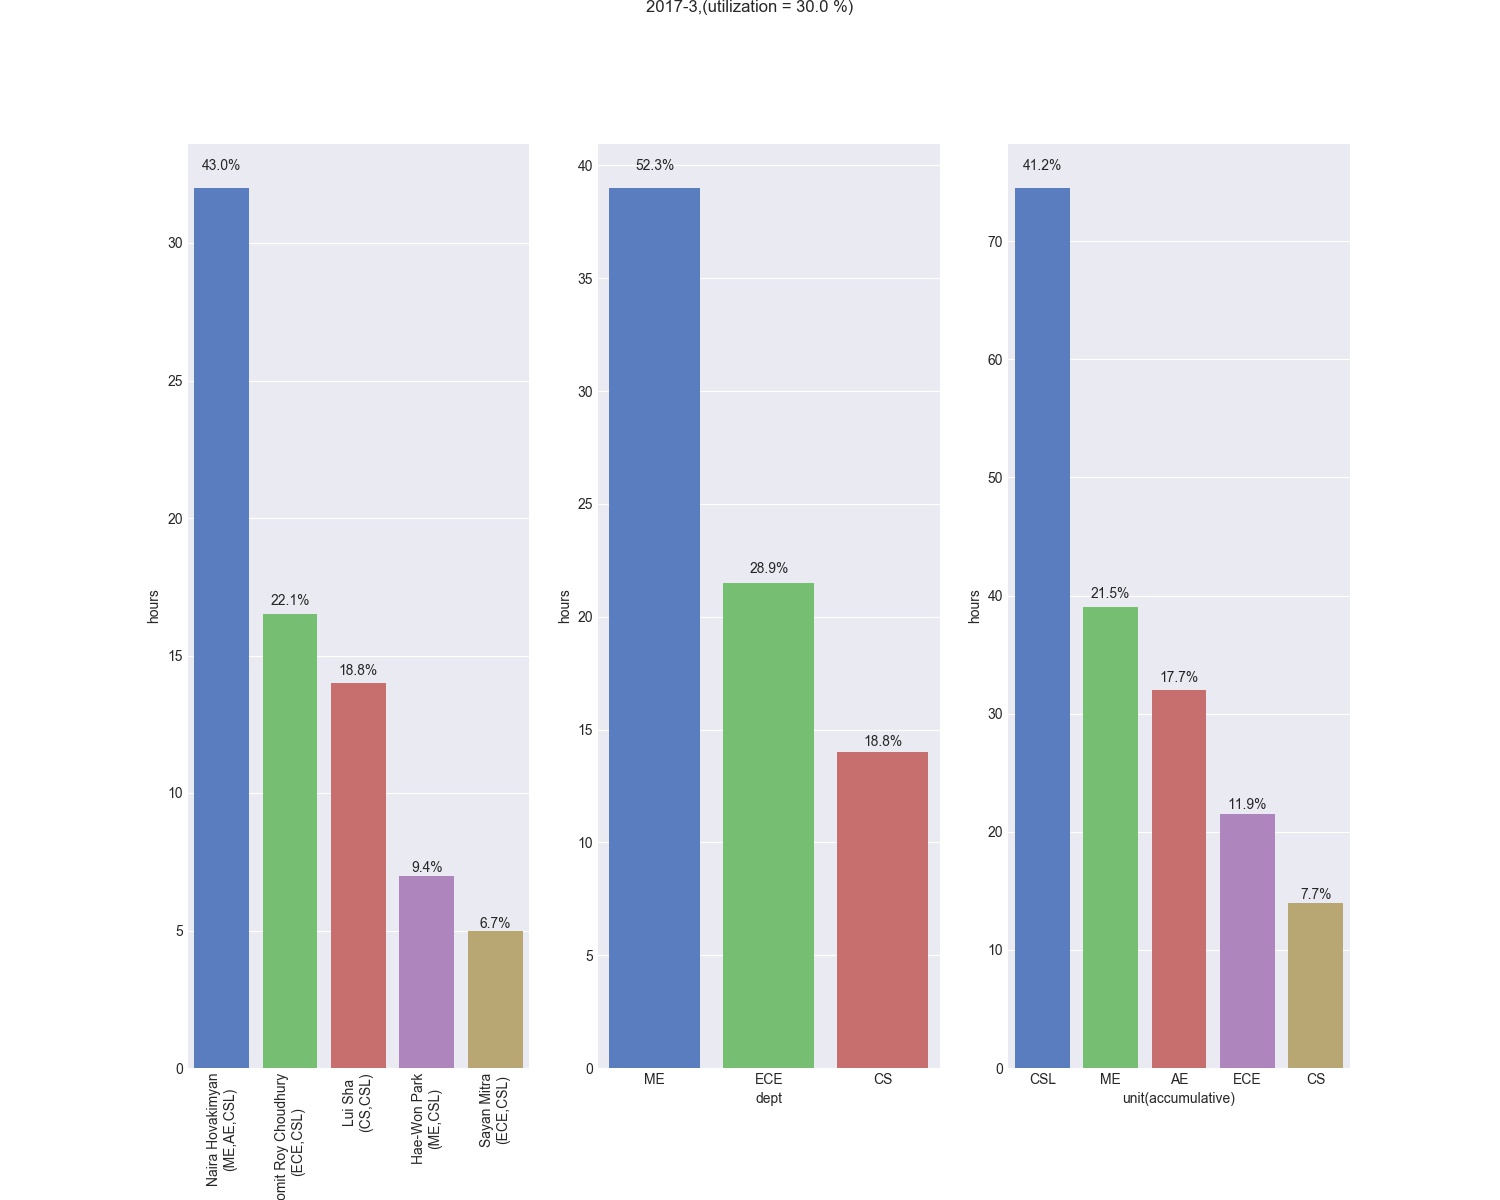 2017-3,(utilization = 30.0 %)
43.0%
22.1%
18.8%
9.4%
6.7%
30
25
20
15
10
5
0
hours
Naira Hovakimyan
(ME,AE,CSL)
Roy Choudhury
(ECE,CSL)
Lui Sha
(CS,CSL)
Hae-Won Park
(ME,CSL)
Sayan Mitra
(ECE,CSL)
52.3%
28.9%
18.8%
40
35
30
25
20
15
10
5
0
hours
ME
ECE
CS
dept
41.2%
21.5%
17.7%
11.9%
7.7%
70
60
50
40
30
20
10
0
hours
CSL
ME
AE
ECE
CS
unit(accumulative)